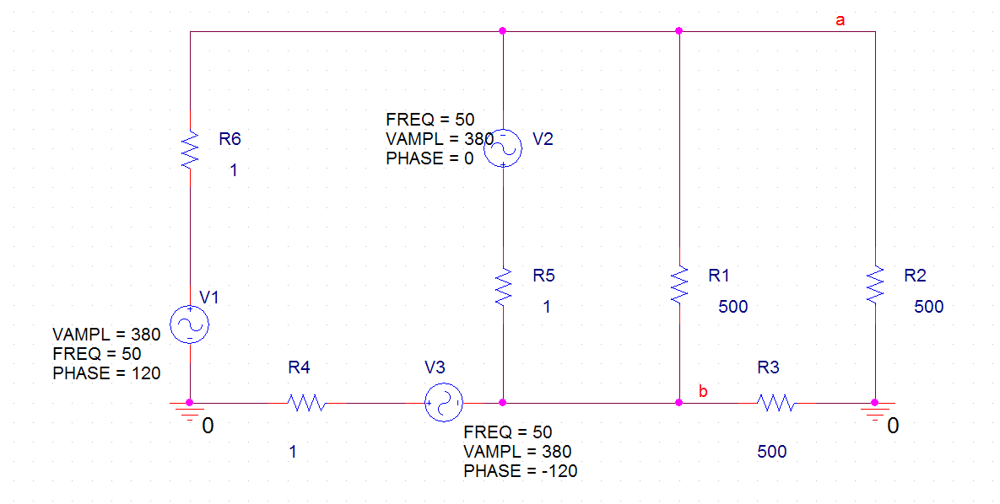 a
FREQ = 50
VAMPL = 380
PHASE = 0
V2
R6
1
R5
1
R1
500
R2
500
V1
VAMPL = 380
FREQ = 50
PHASE = 120
R4
1
V3
FREQ = 50
VAMPL = 380
PHASE = -120
b
R3
500
0
0